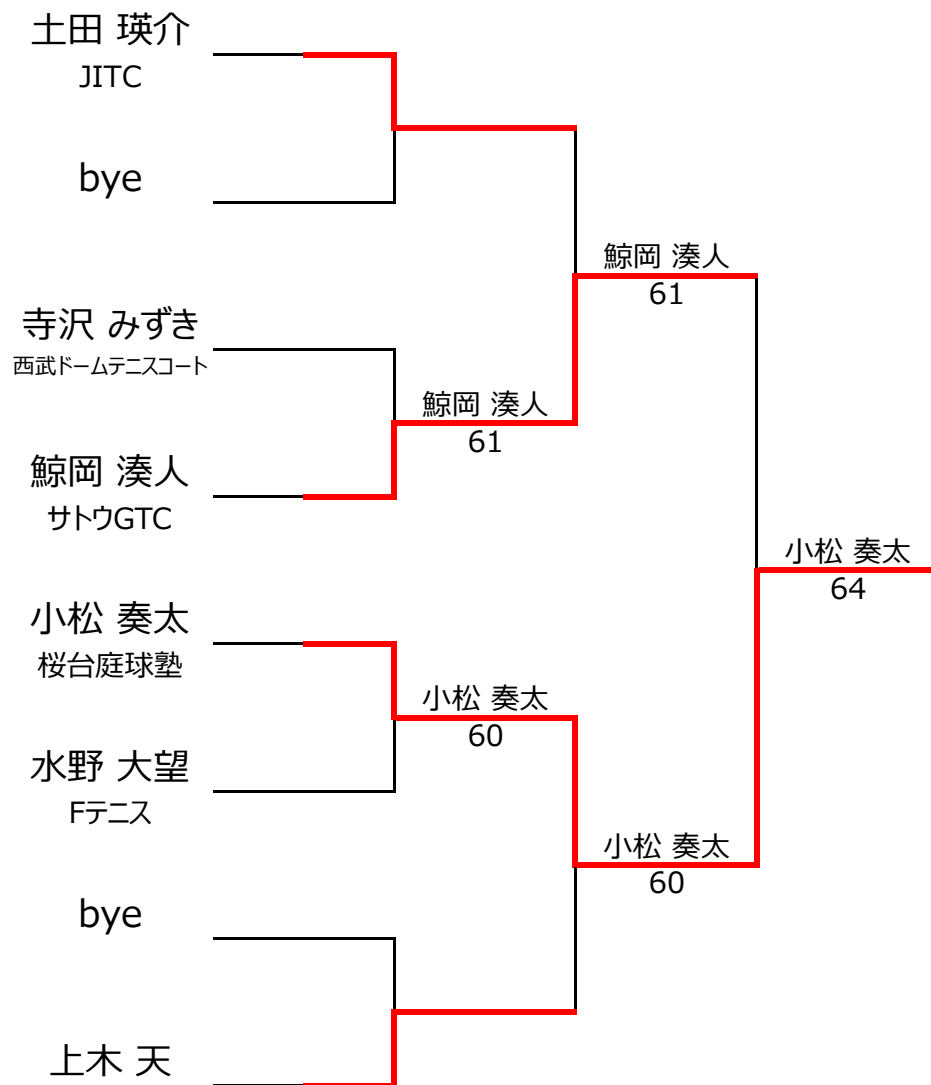 土田 瑛介
JITC
bye
鯨岡 湊人
61
寺沢 みずき
西武ドームテニスコート
鯨岡 湊人
61
鯨岡 湊人
サトウGTC
小松 奏太
64
小松 奏太
桜台庭球塾
小松 奏太
60
水野 大望
Fテニス
小松 奏太
60
bye
上木 天